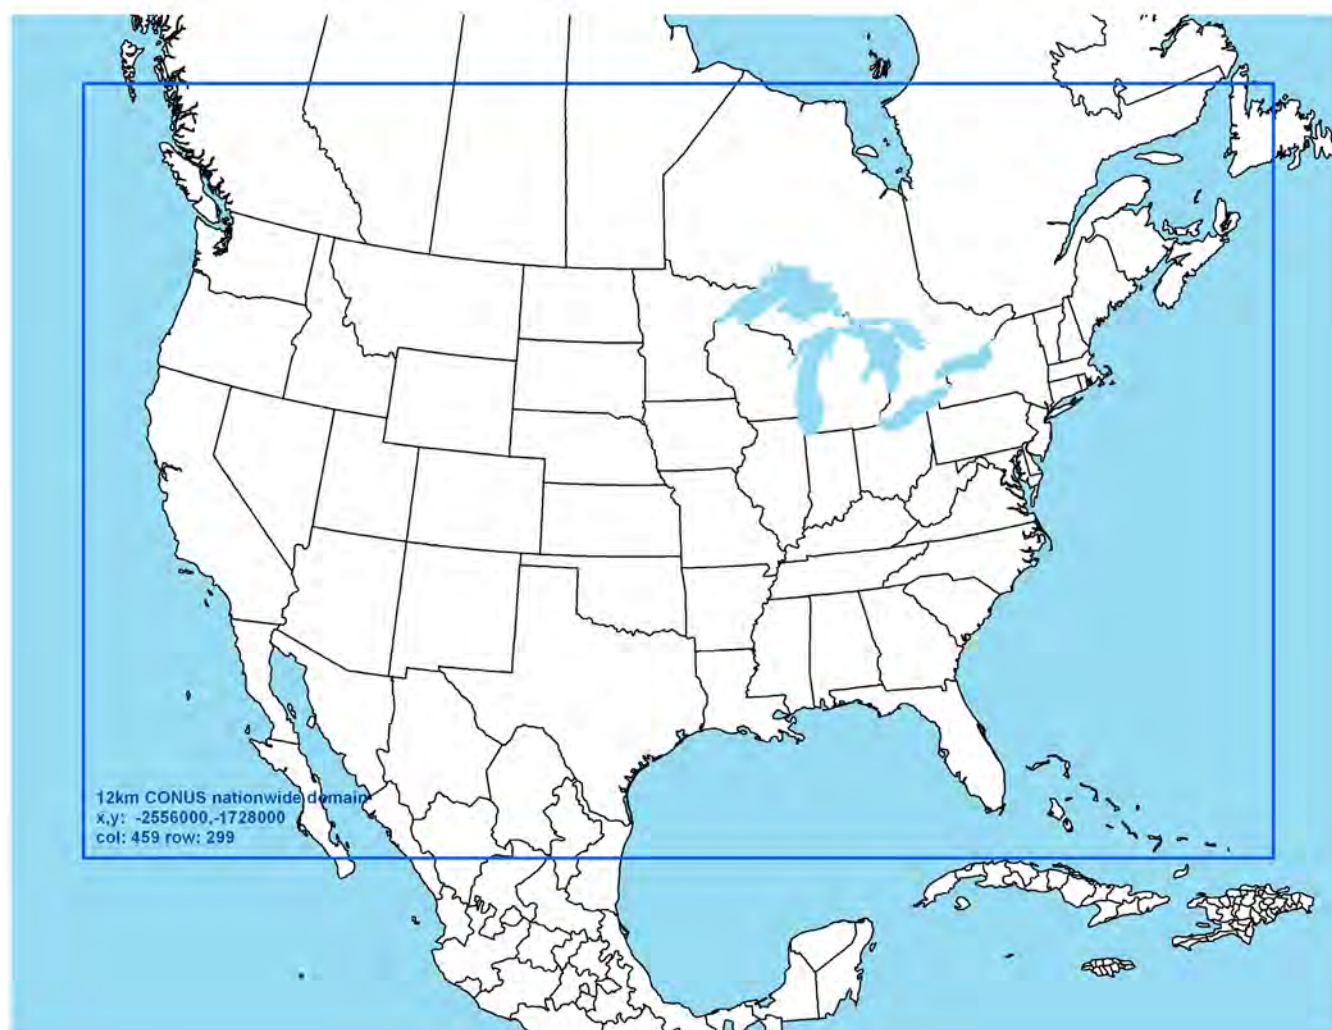 12km CONUS nationwide domain
x,y: -2556000,-1728000
col: 459 row: 299